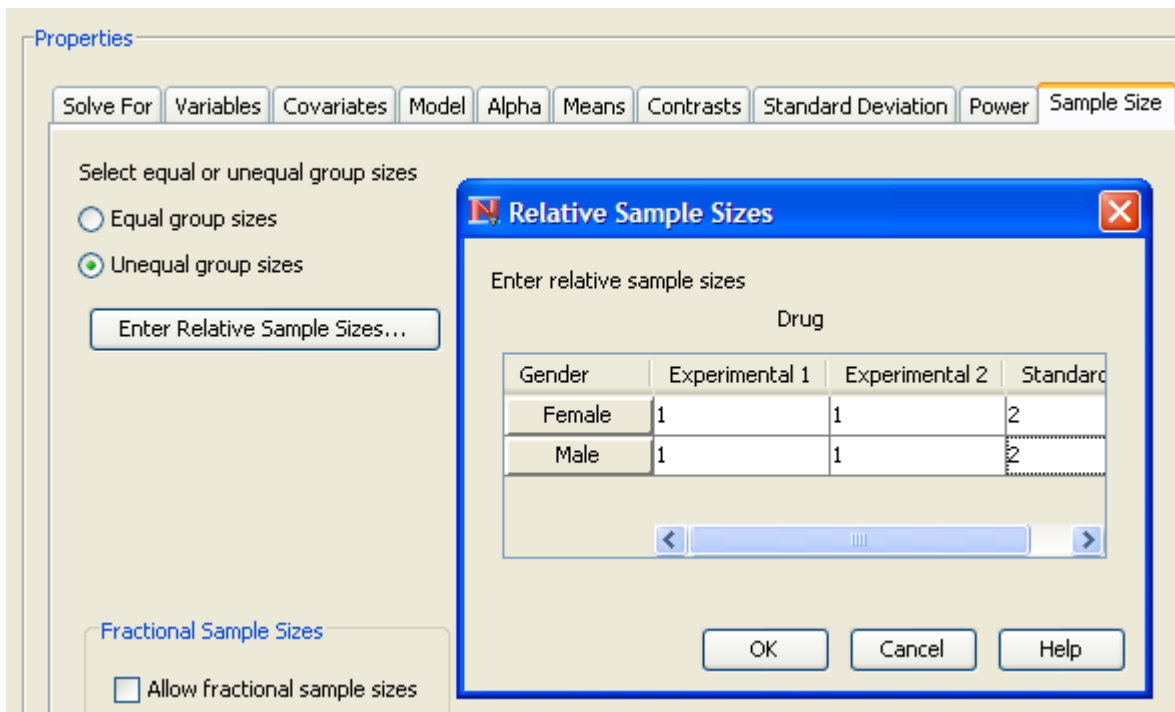 Properties
Solve For Variables Covariates Model Alpha Means Contrasts Standard Deviation Power Sample Size
Select equal or unequal group sizes
Equal group sizes
Unequal group sizes
Enter Relative Sample Sizes...
Fractional Sample Sizes
Allow fractional sample sizes
N Relative Sample Sizes
Enter relative sample sizes
Drug
Gender Experimental 1 Experimental 2 Standard
Female 1 1 2
Male 1 1 2
OK Cancel Help